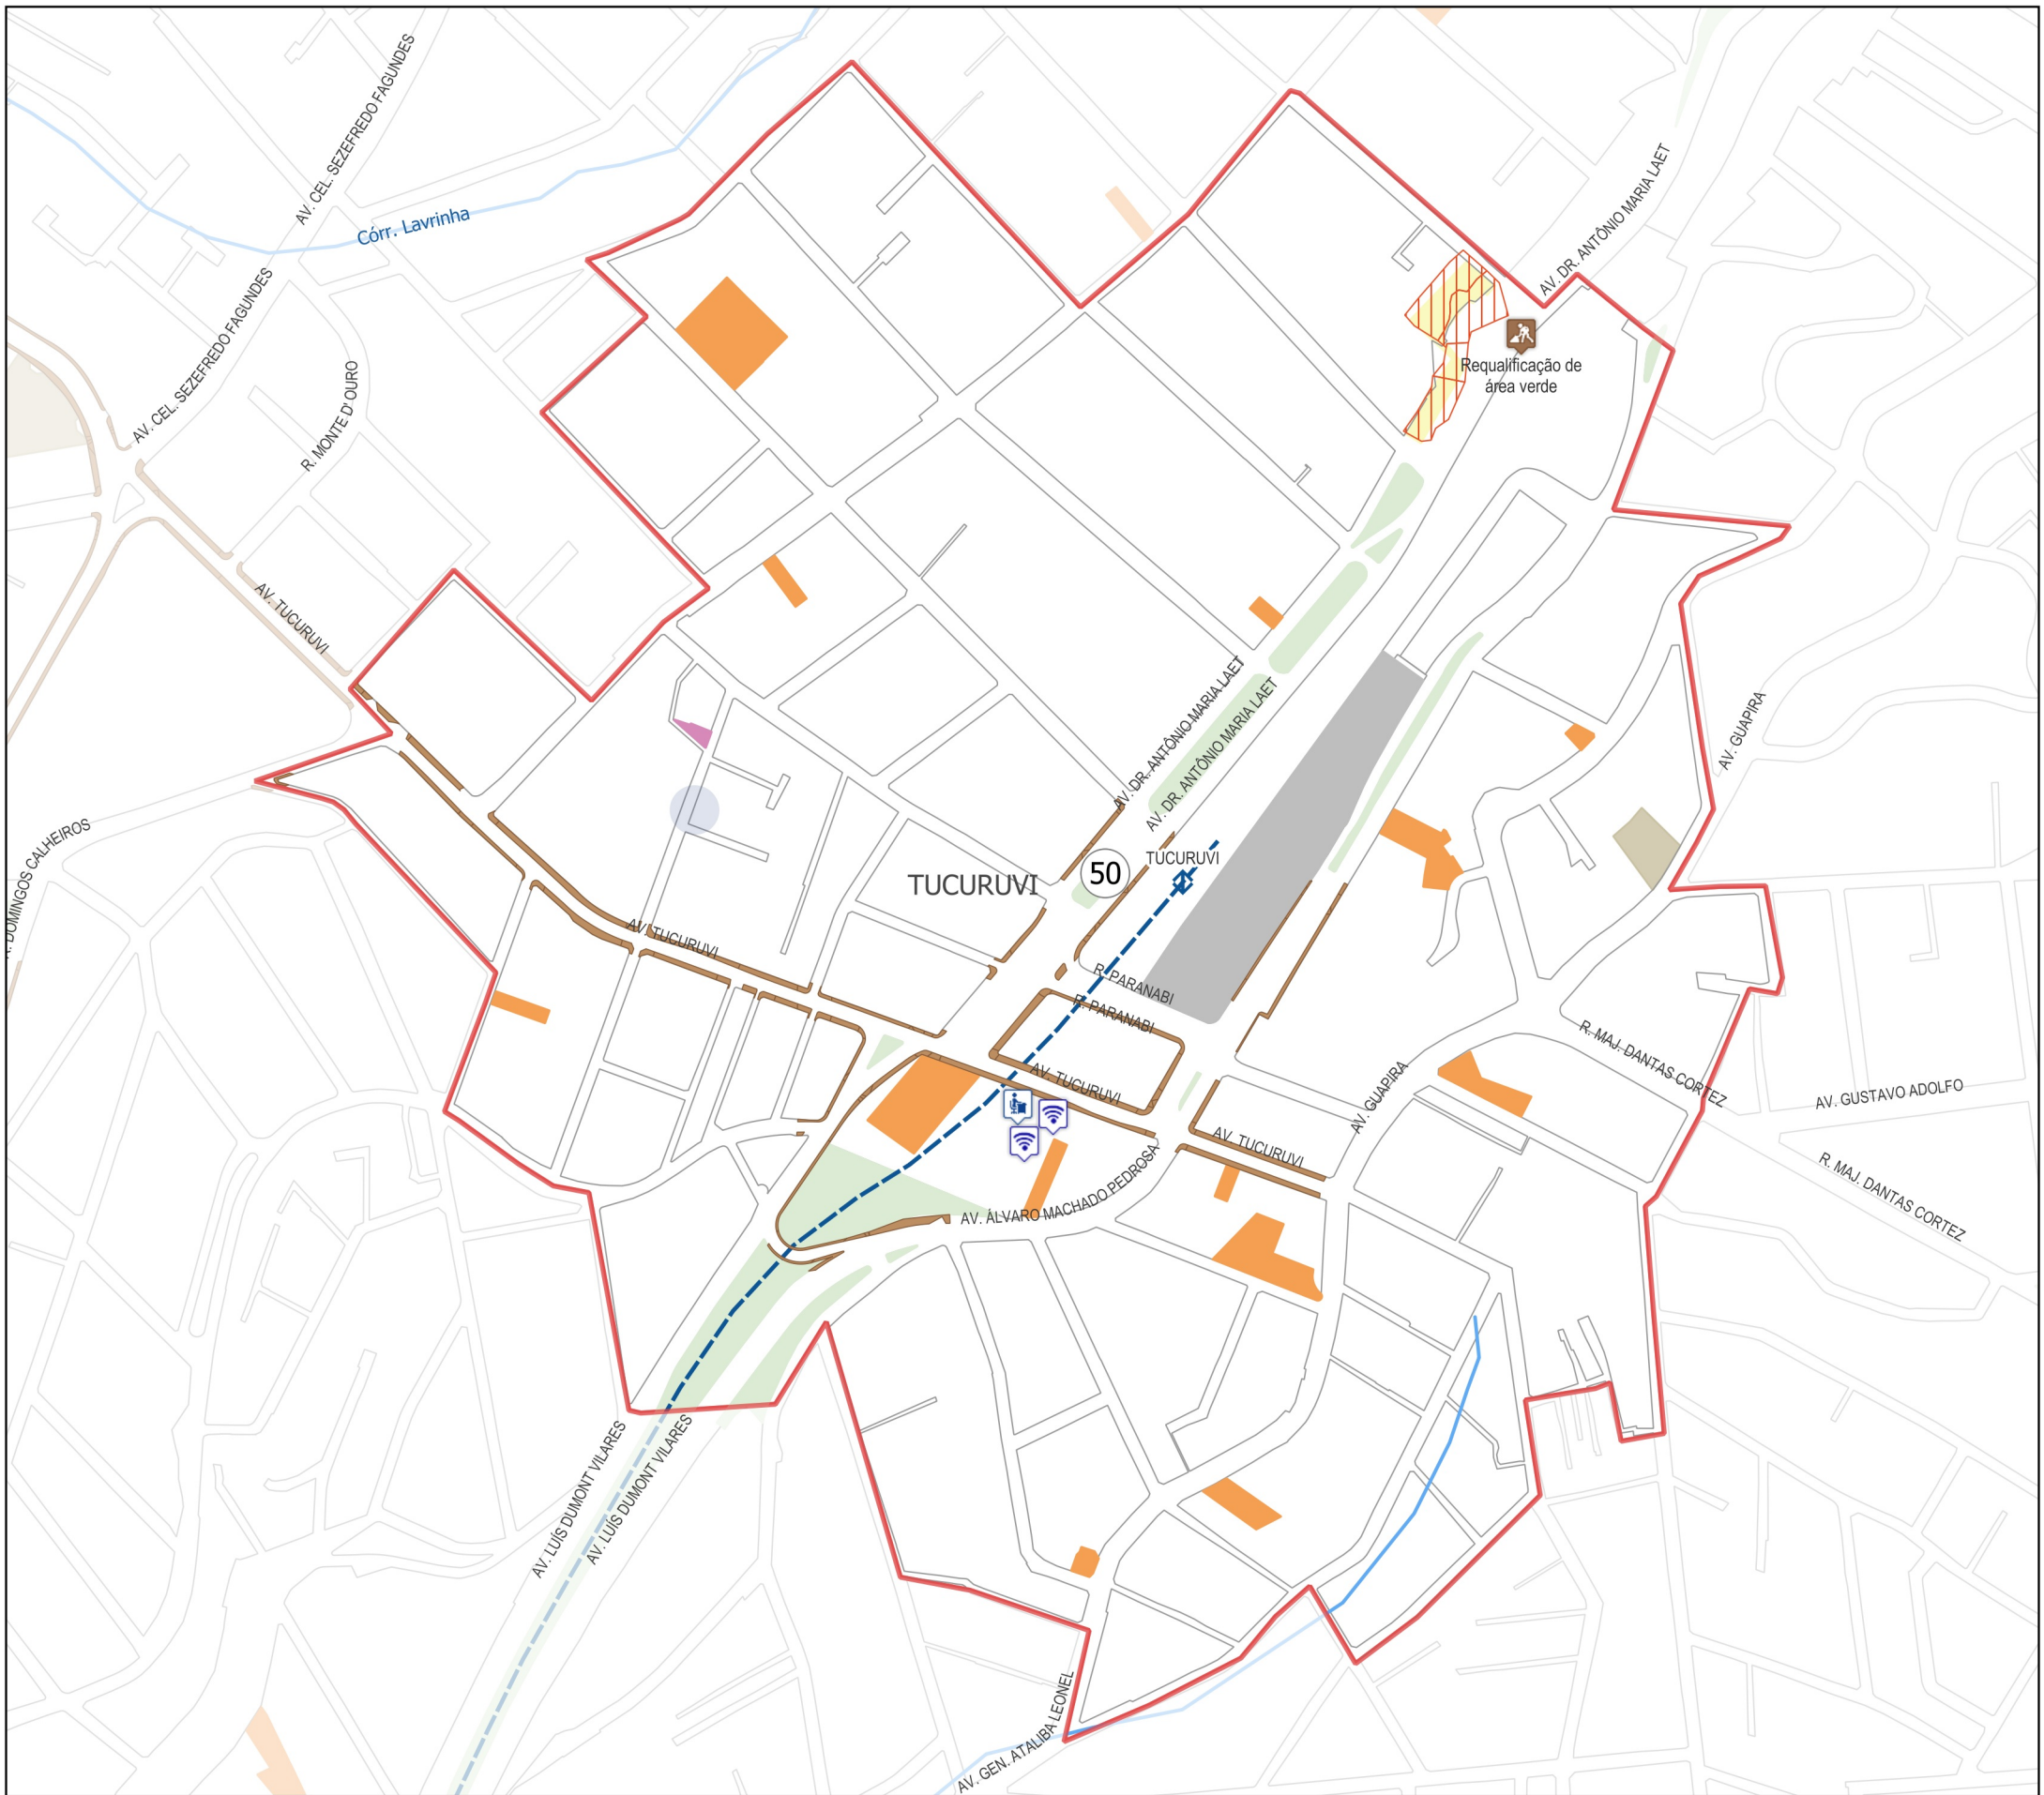 AV. CEL. SEZEFREDO FAGUNDES
Córr. Lavrinha
AV. DR. ANTÔNIO MARIA LAET
AV. CEL. SEZEFREDO FAGUNDES
R. MONTE D' OURO
Requalificação de
área verde
AV. TUCURUVI
AV. DR. ANTÔNIO MARIA LAET
AV. DR. ANTÔNIO MARIA LAET
AV. GUAPIRA
DOMINGOS CALHEIROS
TUCURUVI
50
TUCURUVI
AV. TUCURUVI
R. PARANABI
R. PARANABI
R. MAJ. DANTAS CORTEZ
AV. TUCURUVI
AV. GUAPIRA
AV. GUSTAVO ADOLFO
AV. TUCURUVI
AV. ÁLVARO MACHADO PEDROSA
R. MAJ. DANTAS CORTEZ
AV. LUÍS DUMONT VILARES
AV. LUÍS DUMONT VILARES
AV. GEN. ATALIBA LEONEL